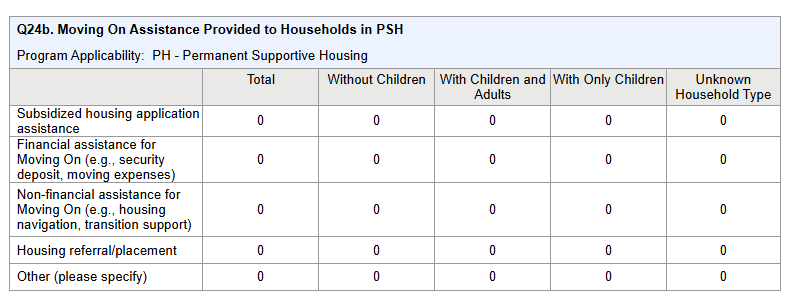 Q24b. Moving On Assistance Provided to Households in PSH
Program Applicability:  PH - Permanent Supportive Housing
Total Without Children With Children and Adults With Only Children Unknown Household Type
Subsidized housing application assistance 0 0 0 0 0
Financial assistance for Moving On (e.g., security deposit, moving expenses) 0 0 0 0 0
Non-financial assistance for Moving On (e.g., housing navigation, transition support) 0 0 0 0 0
Housing referral/placement 0 0 0 0 0
Other (please specify) 0 0 0 0 0